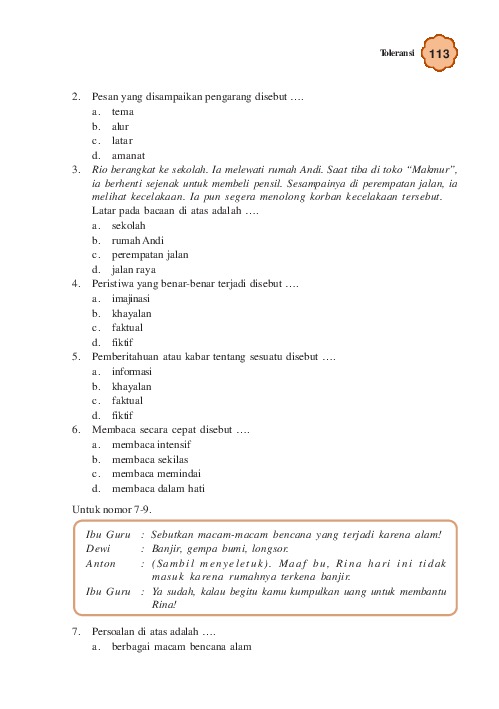 Toleransi 113
2. Pesan yang disampaikan pengarang disebut ….
a. tema
b. alur
c. latar
d. amanat
3. Rio berangkat ke sekolah. Ia melewati rumah Andi. Saat tiba di toko “Makmur”,
ia berhenti sejenak untuk membeli pensil. Sesampainya di perempatan jalan, ia
melihat kecelakaan. Ia pun segera menolong korban kecelakaan tersebut.
Latar pada bacaan di atas adalah ….
a. sekolah
b. rumah Andi
c. perempatan jalan
d. jalan raya
4. Peristiwa yang benar-benar terjadi disebut ….
a. imajinasi
b. khayalan
c. faktual
d. fiktif
5. Pemberitahuan atau kabar tentang sesuatu disebut ….
a. informasi
b. khayalan
c. faktual
d. fiktif
6. Membaca secara cepat disebut ….
a. membaca intensif
b. membaca sekilas
c. membaca memindai
d. membaca dalam hati
Untuk nomor 7-9.
Ibu Guru : Sebutkan macam-macam bencana yang terjadi karena alam!
Dewi : Banjir, gempa bumi, longsor.
Anton : (Sambil menyeletuk). Maaf bu, Rina hari ini tidak
masuk karena rumahnya terkena banjir.
Ibu Guru : Ya sudah, kalau begitu kamu kumpulkan uang untuk membantu
Rina!
7. Persoalan di atas adalah ….
a. berbagai macam bencana alam